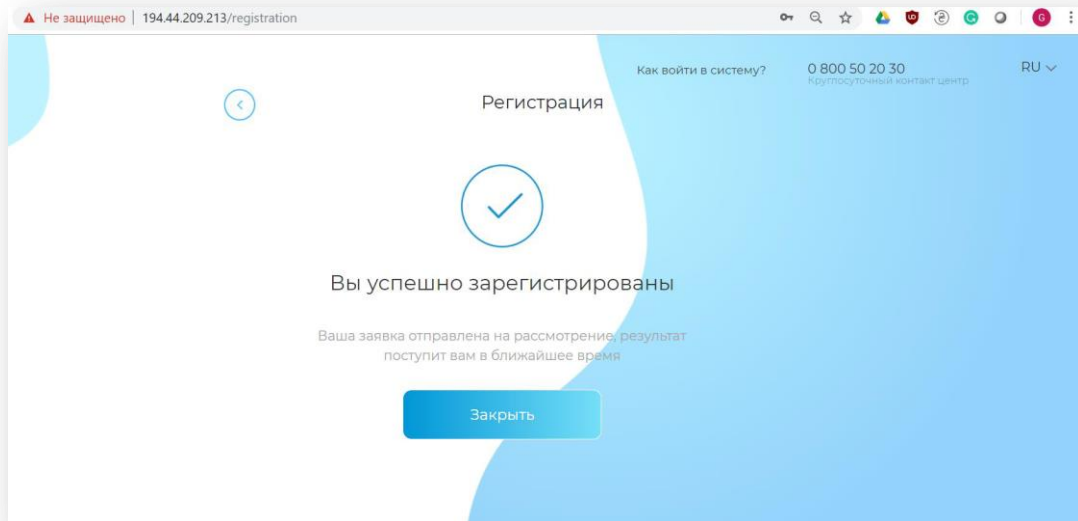 Не защищено | 194.44.209.213/registration
G
Как войти в систему?
0 800 50 20 30
RU
Круглосуточный контакт центр
Регистрация
Вы успешно зарегистрированы
Ваша заявка отправлена на рассмотрение, результат
поступит вам в ближайшее время
Закрыть